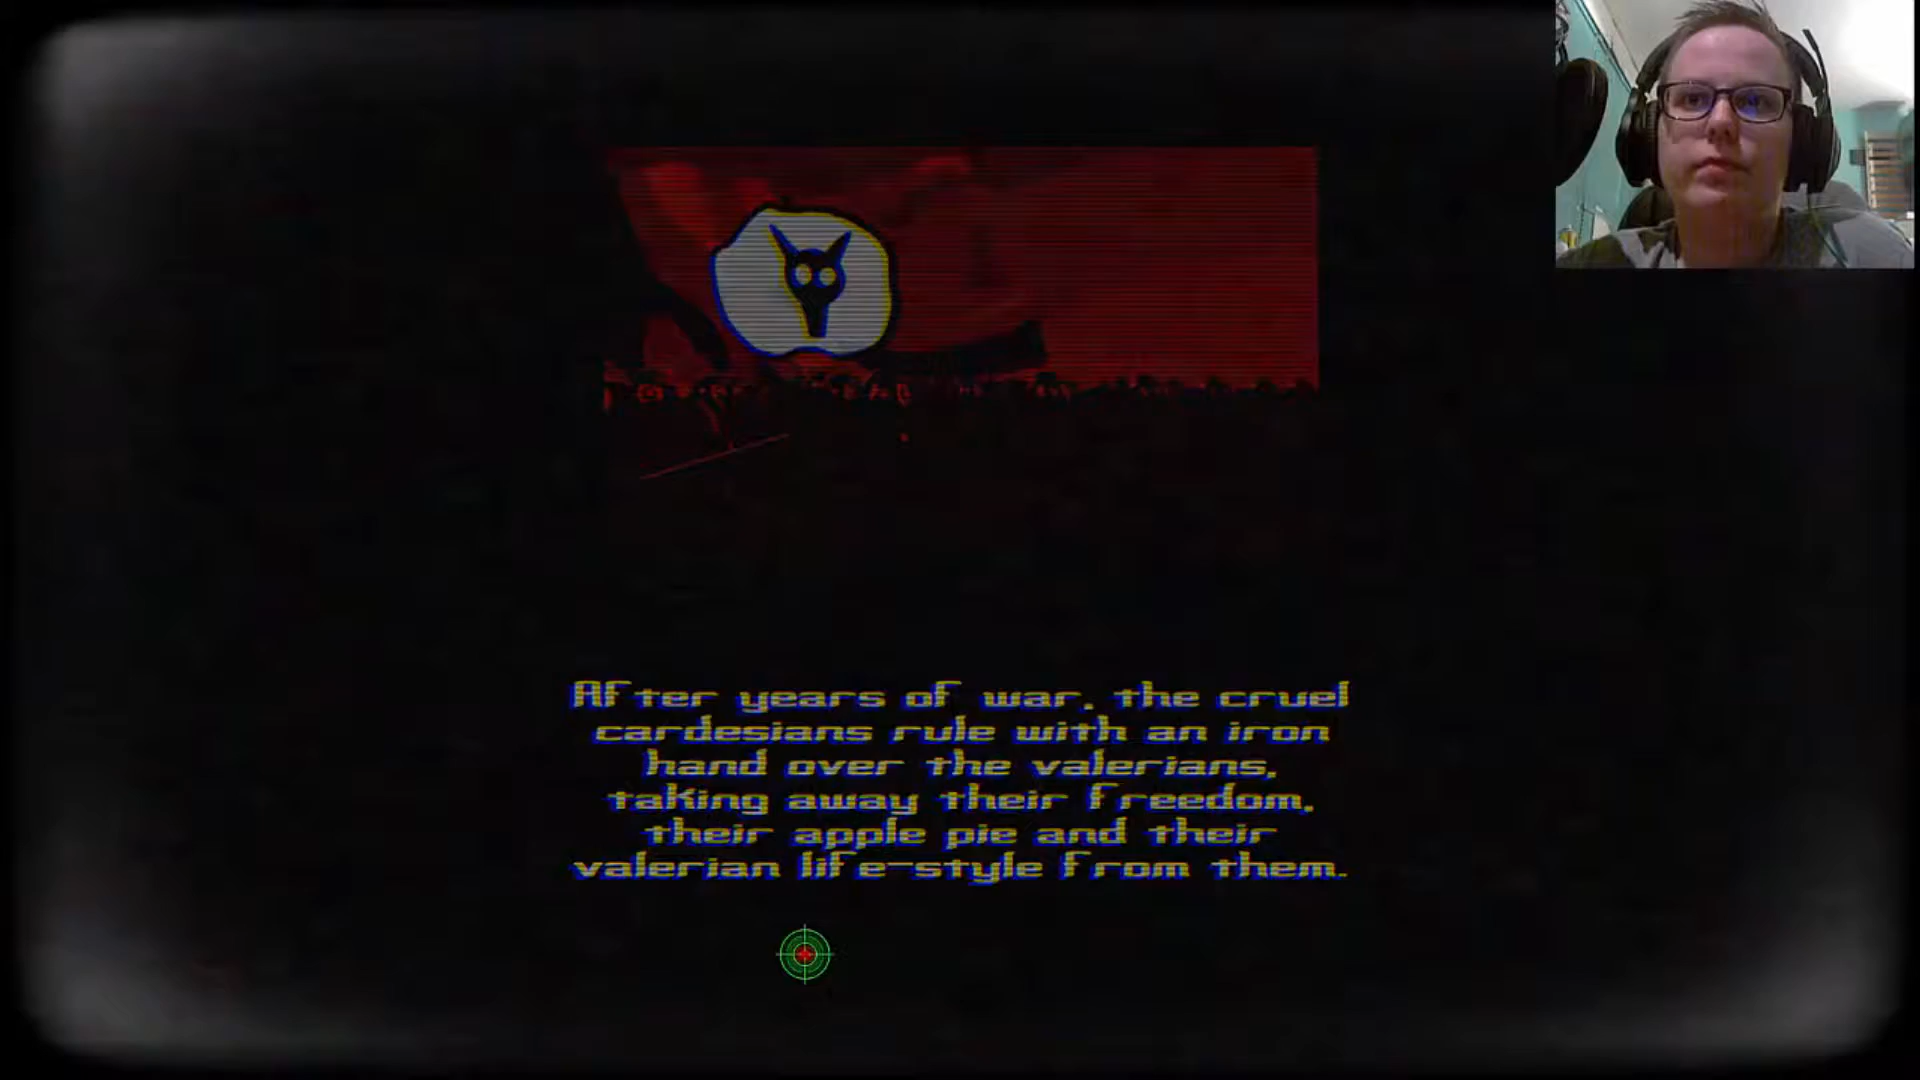 After years of war, the cruel
cardesians rule with an iron
hand over the valerians,
taking away their freedom,
their apple pie and their
valerian life-style from them.